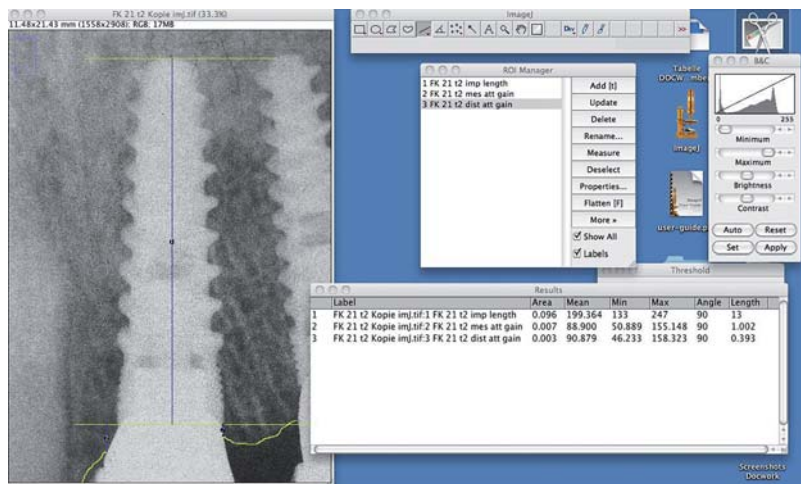 FK 21 t2 Kopie imJ.tif (33.3%)
11.48x21.43 mm (1558x2908); RGB; 17MB
ImageJ
A
Dev
>>
ROI Manager
1 FK 21 t2 imp length
2 FK 21 t2 mes att gain
3 FK 21 t2 dist att gain
Add [t]
Update
Delete
Rename...
Measure
Deselect
Properties...
Flatten [F]
More »
Show All
Labels
Tabelle
ImageJ
B&C
0 255
Minimum
Maximum
Brightness
Contrast
Auto Reset
Set Apply
Threshold
Results
Label Area Mean Min Max Angle Length
1 FK 21 t2 Kopie imJ.tif:1 FK 21 t2 imp length 0.096 199.364 133 247 90 13
2 FK 21 t2 Kopie imJ.tif:2 FK 21 t2 mes att gain 0.007 88.900 50.889 155.148 90 1.002
3 FK 21 t2 Kopie imJ.tif:3 FK 21 t2 dist att gain 0.003 90.879 46.233 158.323 90 0.393
Screenshots
Docwork